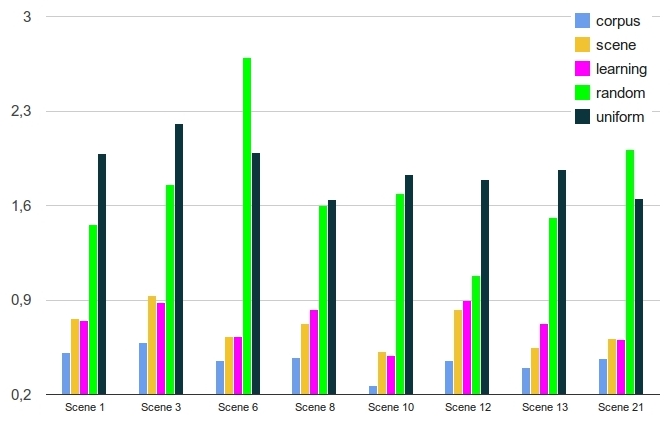 3
2,3
1,6
0,9
0,2
corpus
scene
learning
random
uniform
Scene 1 Scene 3 Scene 6 Scene 8 Scene 10 Scene 12 Scene 13 Scene 21